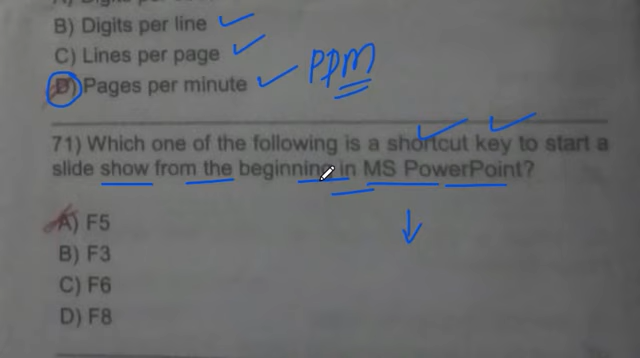 B) Digits per line
C) Lines per page
D) Pages per minute
PPM
71) Which one of the following is a shortcut key to start a
slide show from the beginning in MS PowerPoint?
A) F5
B) F3
C) F6
D) F8